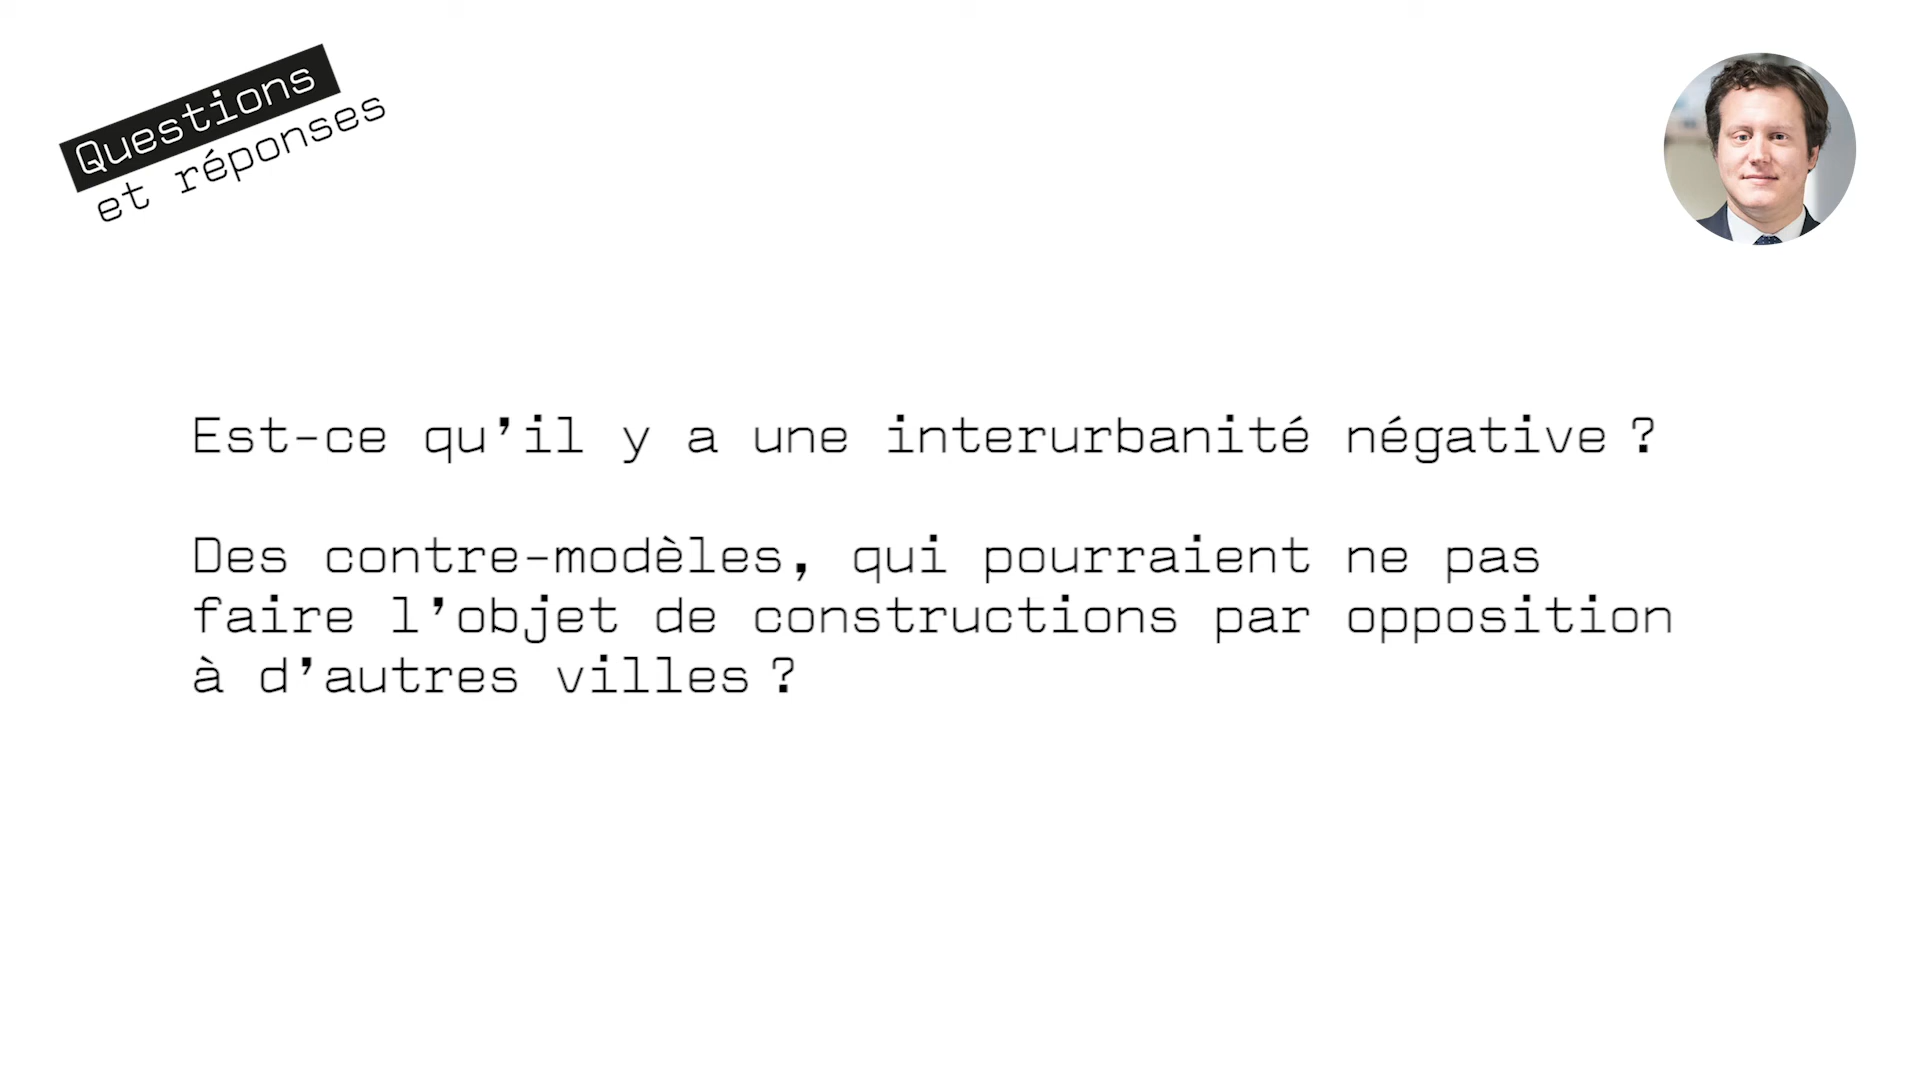 Questions
et réponses
Est-ce qu’il y a une interurbanité négative ?
Des contre-modèles, qui pourraient ne pas
faire l’objet de constructions par opposition
à d’autres villes ?